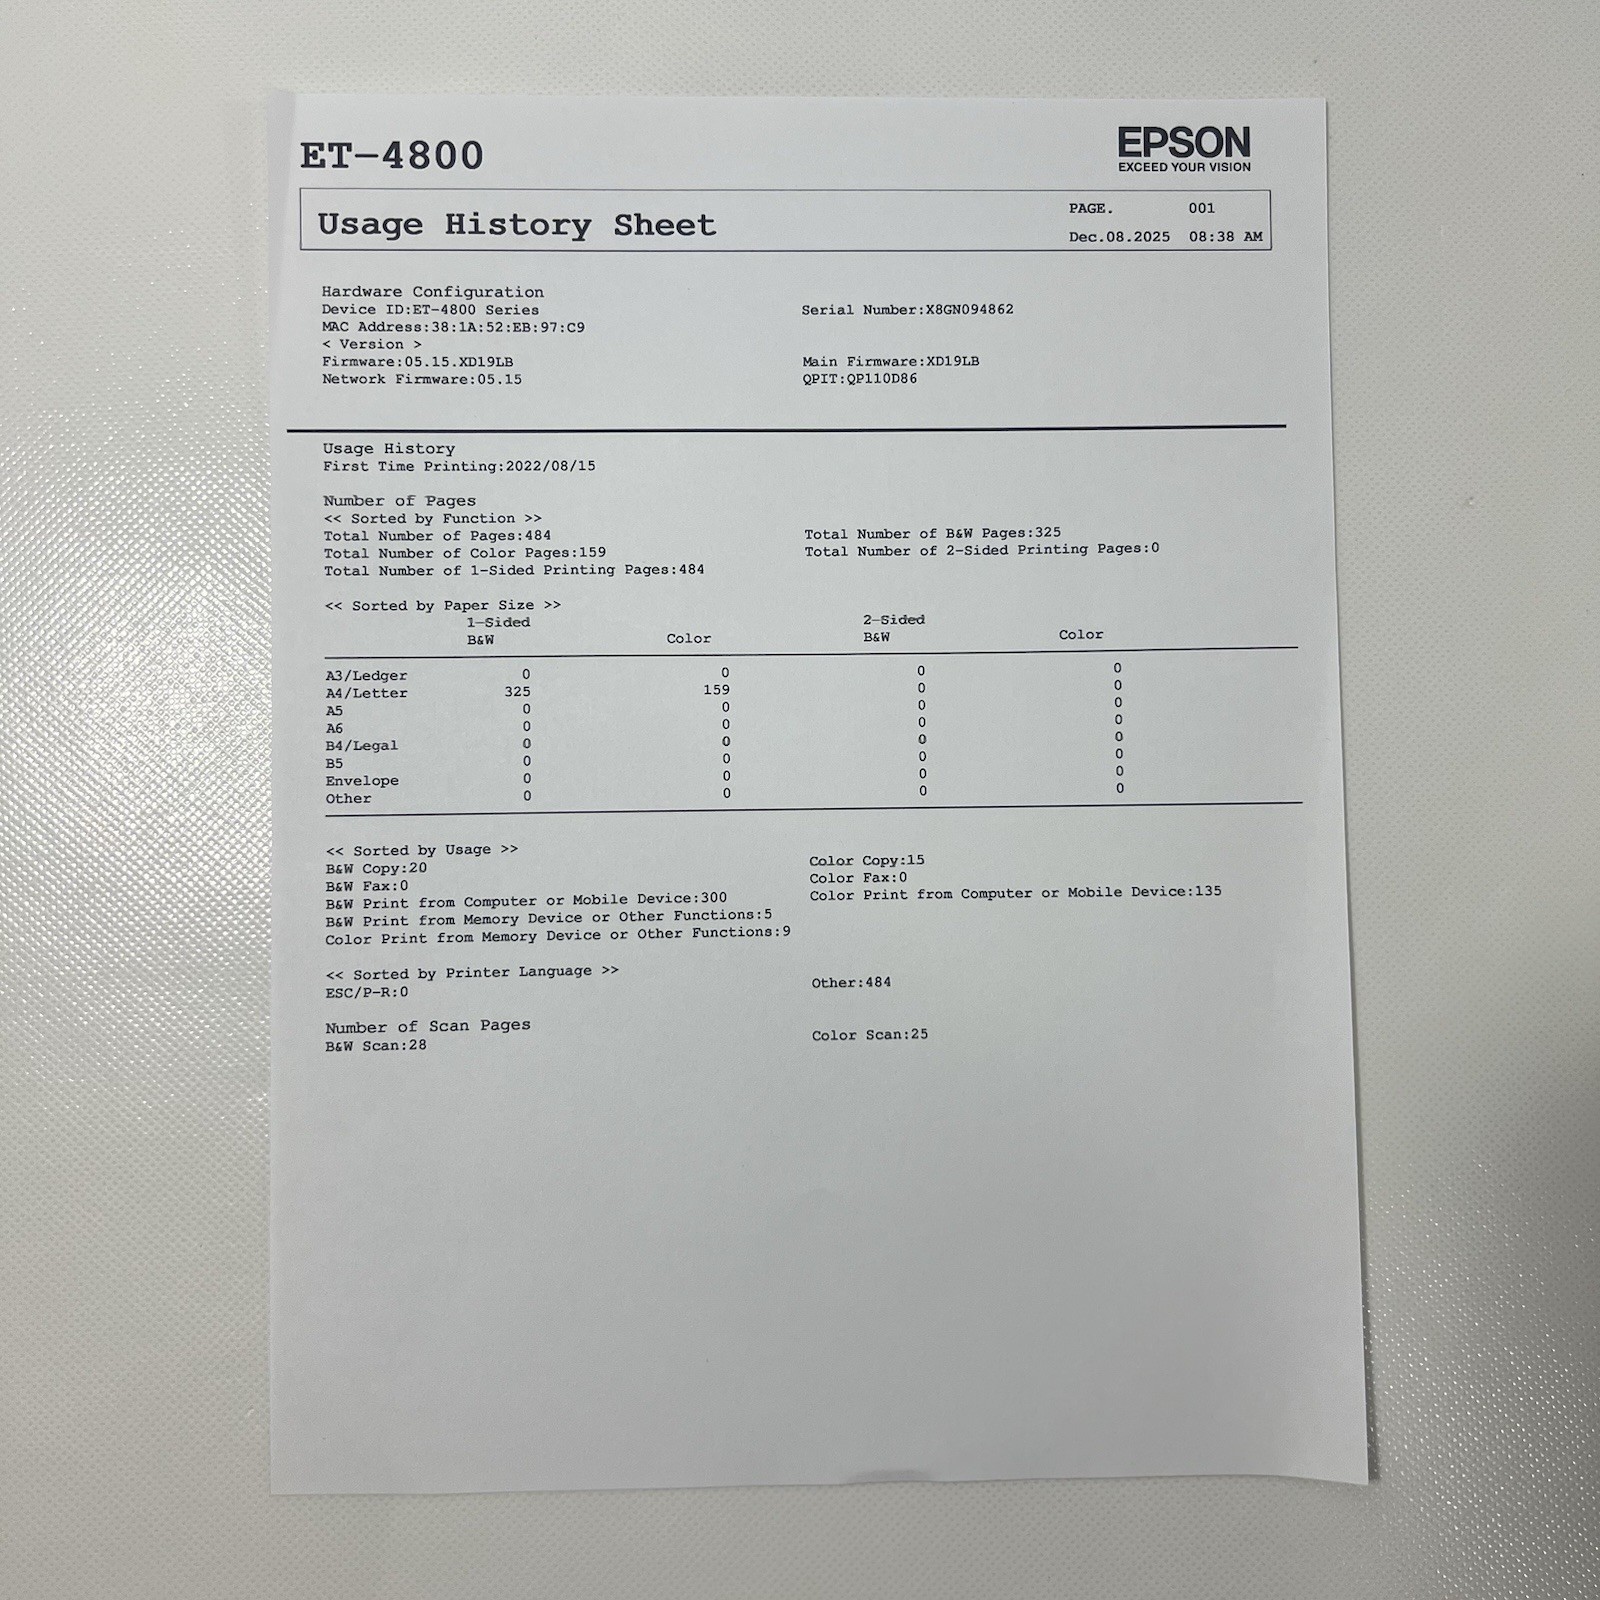 ET-4800
EPSON
EXCEED YOUR VISION
Usage History Sheet
PAGE. 001
Dec.08.2025 08:38 AM
Hardware Configuration
Device ID:ET-4800 Series Serial Number:X8GN094862
MAC Address:38:1A:52:EB:97:C9
< Version >
Firmware:05.15.XD19LB Main Firmware:XD19LB
Network Firmware:05.15 QPIT:QP110D86
Usage History
First Time Printing:2022/08/15
Number of Pages
<< Sorted by Function >>
Total Number of Pages:484 Total Number of B&W Pages:325
Total Number of Color Pages:159 Total Number of 2-Sided Printing Pages:0
Total Number of 1-Sided Printing Pages:484
<< Sorted by Paper Size >>
1-Sided 2-Sided
B&W Color B&W Color
A3/Ledger 0 0 0 0
A4/Letter 325 159 0 0
A5 0 0 0 0
A6 0 0 0 0
B4/Legal 0 0 0 0
B5 0 0 0 0
Envelope 0 0 0 0
Other 0 0 0 0
<< Sorted by Usage >>
B&W Copy:20 Color Copy:15
B&W Fax:0 Color Fax:0
B&W Print from Computer or Mobile Device:300 Color Print from Computer or Mobile Device:135
B&W Print from Memory Device or Other Functions:5
Color Print from Memory Device or Other Functions:9
<< Sorted by Printer Language >>
ESC/P-R:0 Other:484
Number of Scan Pages
B&W Scan:28 Color Scan:25